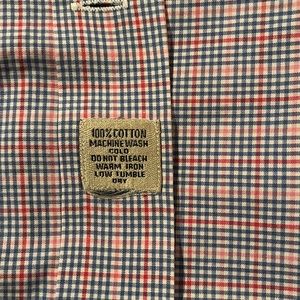 100% COTTON
MACHINE WASH
COLD
DO NOT BLEACH
WARM IRON
LOW TUMBLE
DRY